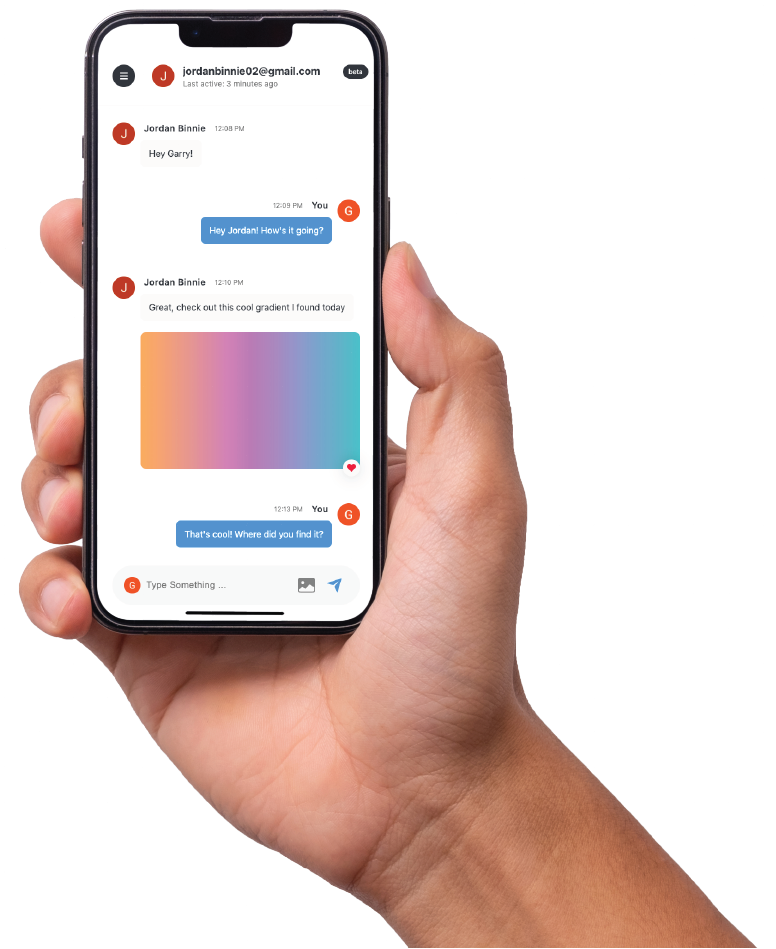 J
jordanbinnie02@gmail.com
beta
Last active: 3 minutes ago
J
Jordan Binnie 12:08 PM
Hey Garry!
12:09 PM You
G
Hey Jordan! How's it going?
J
Jordan Binnie 12:10 PM
Great, check out this cool gradient I found today
12:13 PM You
G
That's cool! Where did you find it?
G
Type Something ...